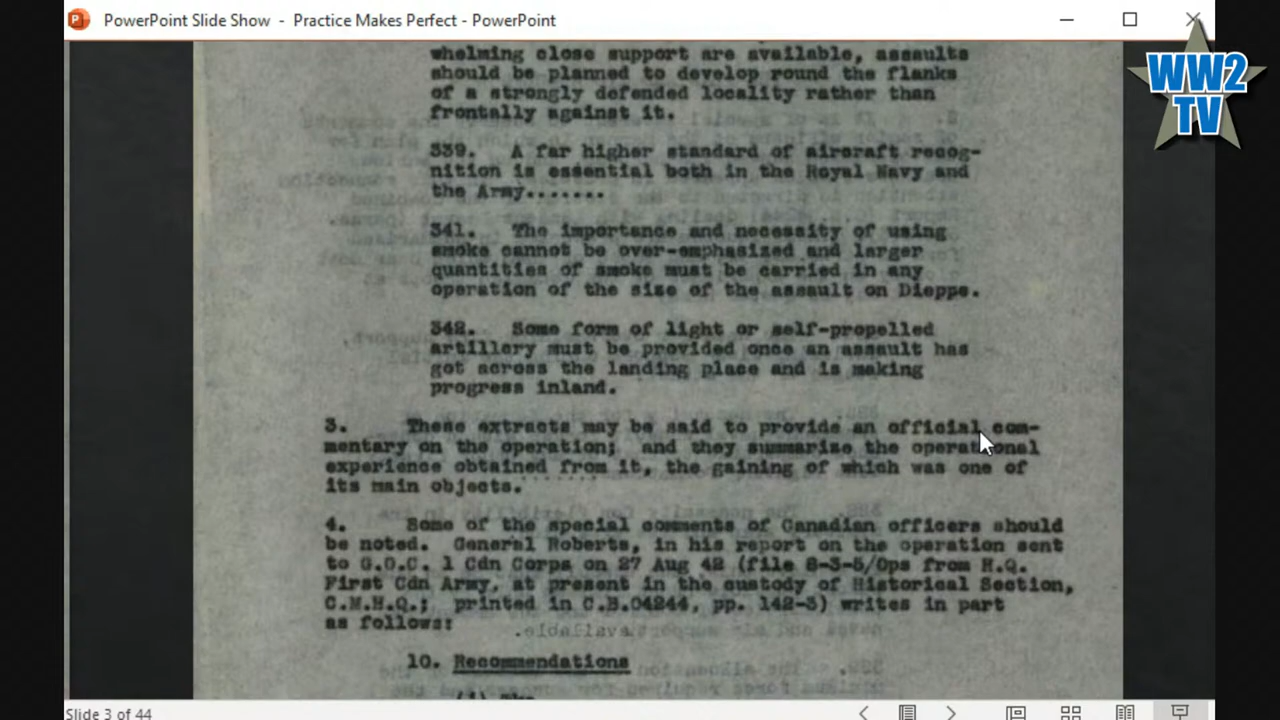 PowerPoint Slide Show - Practice Makes Perfect - PowerPoint
WW2
TV
whelming close support are available, assaults
should be planned to develop round the flanks
of a strongly defended locality rather than
frontally against it.
339. A far higher standard of aircraft recog-
nition is essential both in the Royal Navy and
the Army.......
341. The importance and necessity of using
smoke cannot be over-emphasized and larger
quantities of smoke must be carried in any
operation of the size of the assault on Dieppe.
342. Some form of light or self-propelled
artillery must be provided once an assault has
got across the landing place and is making
progress inland.
3. These extracts may be said to provide an official com-
mentary on the operation; and they summarise the operational
experience obtained from it, the gaining of which was one of
its main objects.
4. Some of the special comments of Canadian officers should
be noted. General Roberts, in his report on the operation sent
to G.O.C. 1 Cdn Corps on 27 Aug 42 (file 8-3-5/Ops from H.Q.
First Cdn Army, at present in the custody of Historical Section,
C.M.H.Q.; printed in C.B.04244, pp. 142-3) writes in part
as follows:
10. Recommendations
Slide 3 of 44